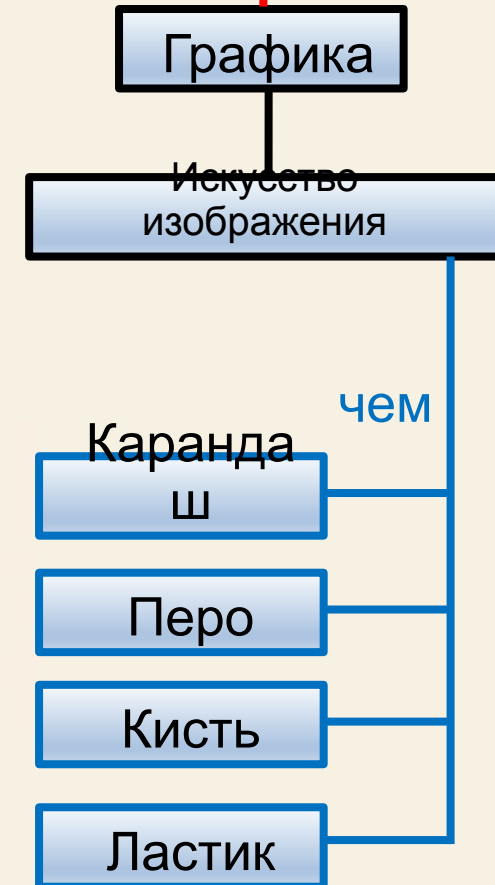 Графика
Искусство
изображения
чем
Каранда
ш
Перо
Кисть
Ластик